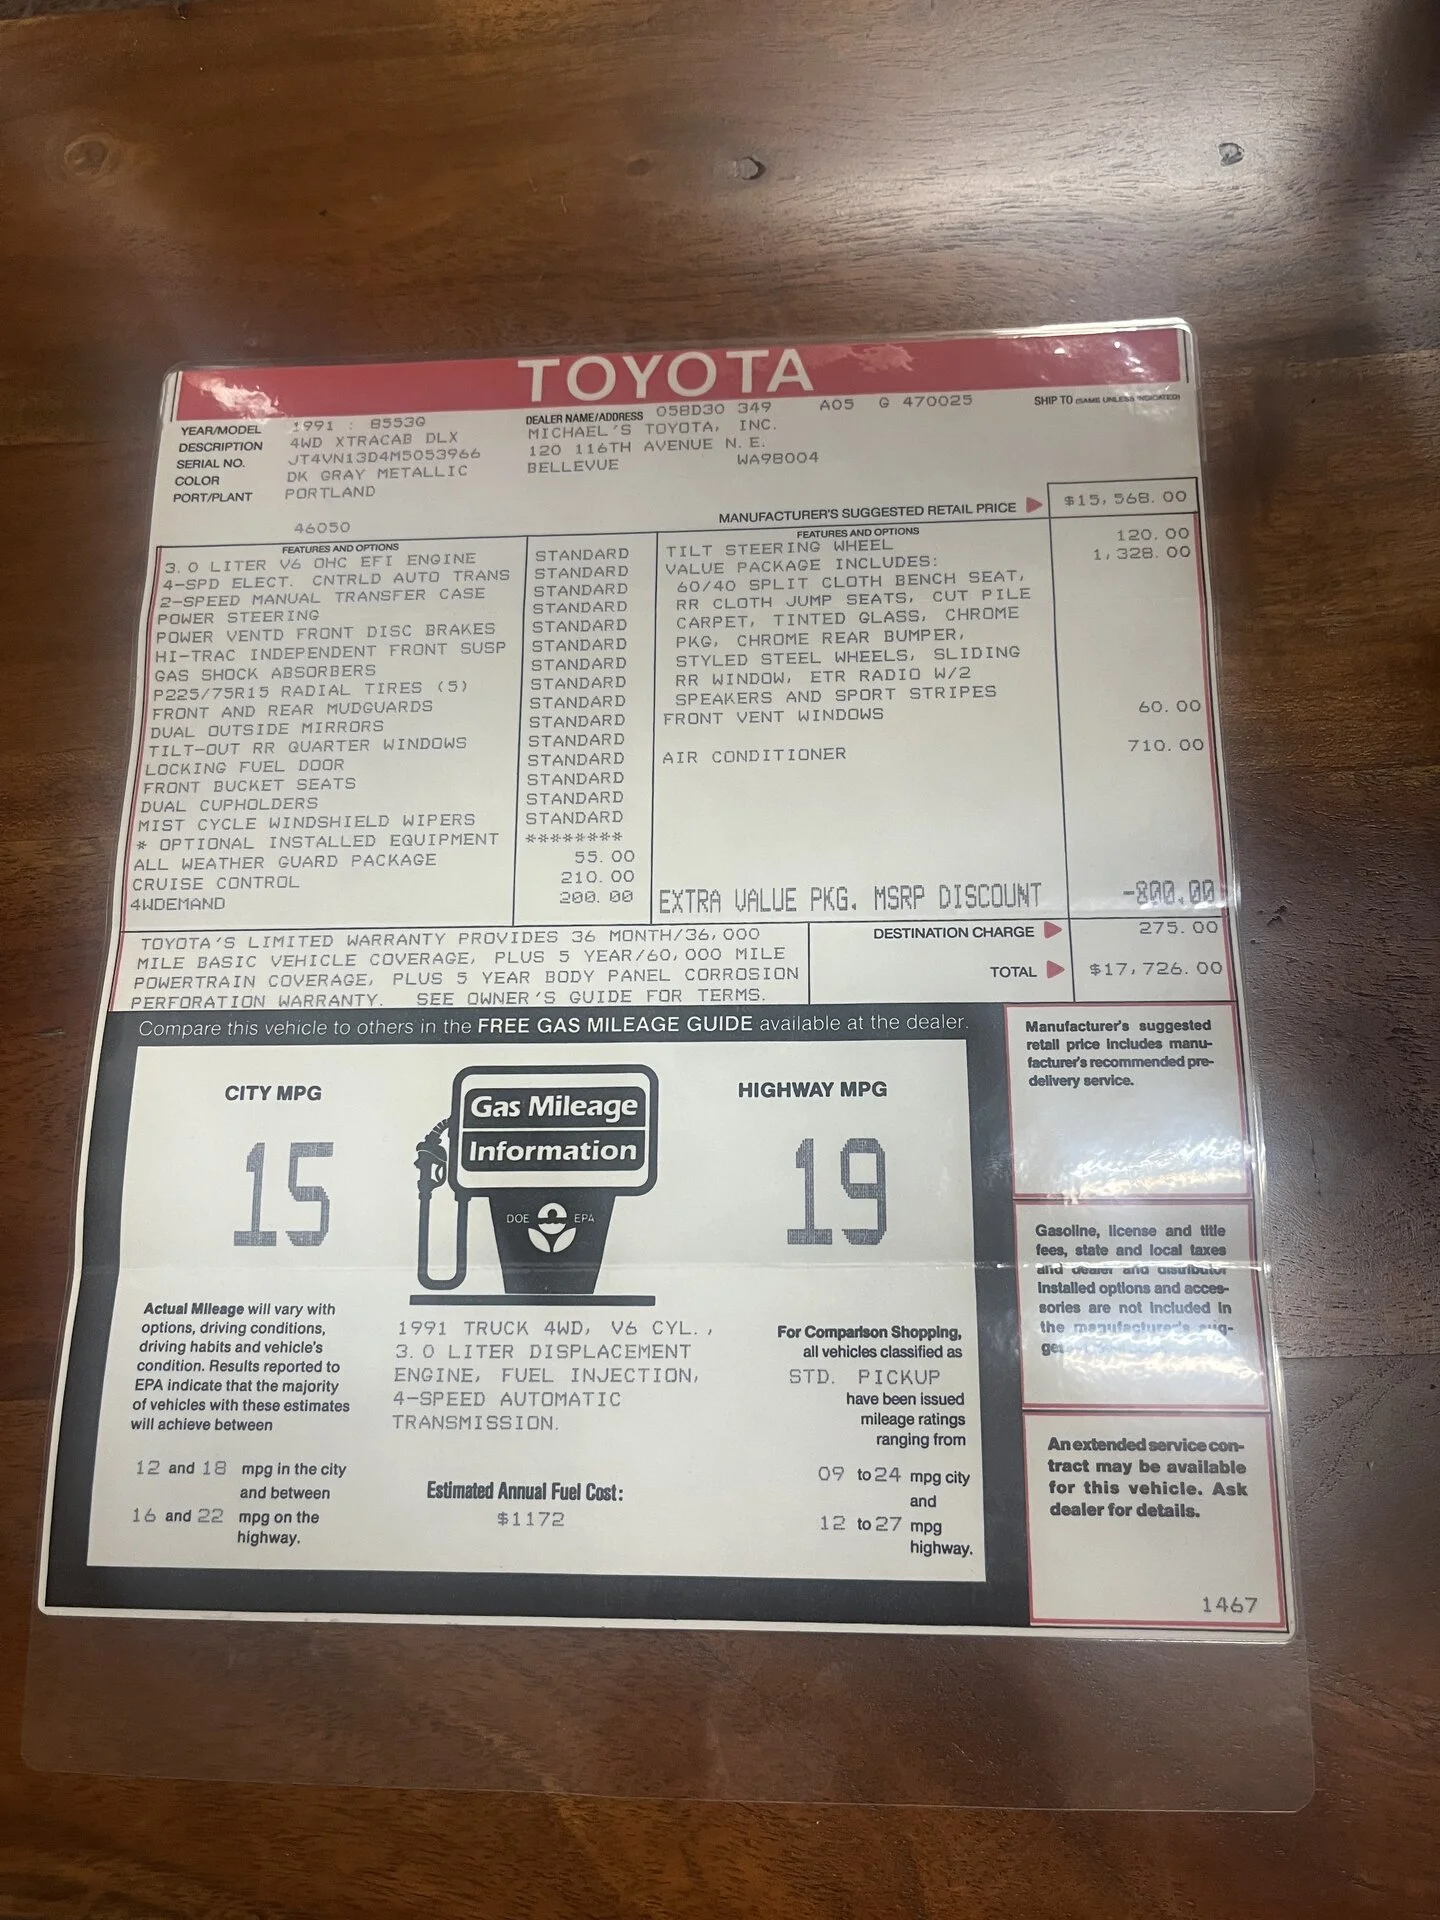 TOYOTA
YEAR/MODEL 1991 : 8553Q
DESCRIPTION 4WD XTRACAB DLX
SERIAL NO. JT4VN13D4M5053966
COLOR DK GRAY METALLIC
PORT/PLANT PORTLAND
46050
DEALER NAME/ADDRESS 05BD30 349 A05 G 470025
MICHAEL'S TOYOTA, INC.
120 116TH AVENUE N. E.
BELLEVUE WA98004
SHIP TO (SAME UNLESS INDICATED)
MANUFACTURER'S SUGGESTED RETAIL PRICE $15,568.00
FEATURES AND OPTIONS
3.0 LITER V6 OHC EFI ENGINE STANDARD
4-SPD ELECT. CNTRLD AUTO TRANS STANDARD
2-SPEED MANUAL TRANSFER CASE STANDARD
POWER STEERING STANDARD
POWER VENTD FRONT DISC BRAKES STANDARD
HI-TRAC INDEPENDENT FRONT SUSP STANDARD
GAS SHOCK ABSORBERS STANDARD
P225/75R15 RADIAL TIRES (5) STANDARD
FRONT AND REAR MUDGUARDS STANDARD
DUAL OUTSIDE MIRRORS STANDARD
TILT-OUT RR QUARTER WINDOWS STANDARD
LOCKING FUEL DOOR STANDARD
FRONT BUCKET SEATS STANDARD
DUAL CUPHOLDERS STANDARD
MIST CYCLE WINDSHIELD WIPERS STANDARD
* OPTIONAL INSTALLED EQUIPMENT ********
ALL WEATHER GUARD PACKAGE 55.00
CRUISE CONTROL 210.00
4WDEMAND 200.00
FEATURES AND OPTIONS
TILT STEERING WHEEL 120.00
VALUE PACKAGE INCLUDES: 1,328.00
60/40 SPLIT CLOTH BENCH SEAT,
RR CLOTH JUMP SEATS, CUT PILE
CARPET, TINTED GLASS, CHROME
PKG, CHROME REAR BUMPER,
STYLED STEEL WHEELS, SLIDING
RR WINDOW, ETR RADIO W/2
SPEAKERS AND SPORT STRIPES
FRONT VENT WINDOWS 60.00
AIR CONDITIONER 710.00
EXTRA VALUE PKG. MSRP DISCOUNT -800.00
TOYOTA'S LIMITED WARRANTY PROVIDES 36 MONTH/36,000
MILE BASIC VEHICLE COVERAGE, PLUS 5 YEAR/60,000 MILE
POWERTRAIN COVERAGE, PLUS 5 YEAR BODY PANEL CORROSION
PERFORATION WARRANTY. SEE OWNER'S GUIDE FOR TERMS.
DESTINATION CHARGE 275.00
TOTAL $17,726.00
Compare this vehicle to others in the FREE GAS MILEAGE GUIDE available at the dealer.
CITY MPG
15
Gas Mileage
Information
DOE EPA
HIGHWAY MPG
19
Actual Mileage will vary with
options, driving conditions,
driving habits and vehicle's
condition. Results reported to
EPA indicate that the majority
of vehicles with these estimates
will achieve between
12 and 18 mpg in the city
and between
16 and 22 mpg on the
highway.
1991 TRUCK 4WD, V6 CYL.,
3.0 LITER DISPLACEMENT
ENGINE, FUEL INJECTION,
4-SPEED AUTOMATIC
TRANSMISSION.
Estimated Annual Fuel Cost:
$1172
For Comparison Shopping,
all vehicles classified as
STD. PICKUP
have been issued
mileage ratings
ranging from
09 to 24 mpg city
and
12 to 27 mpg
highway.
Manufacturer's suggested
retail price includes manu-
facturer's recommended pre-
delivery service.
Gasoline, license and title
fees, state and local taxes
and dealer and distributor
installed options and acces-
sories are not included in
the manufacturer's sug-
An extended service con-
tract may be available
for this vehicle. Ask
dealer for details.
1467